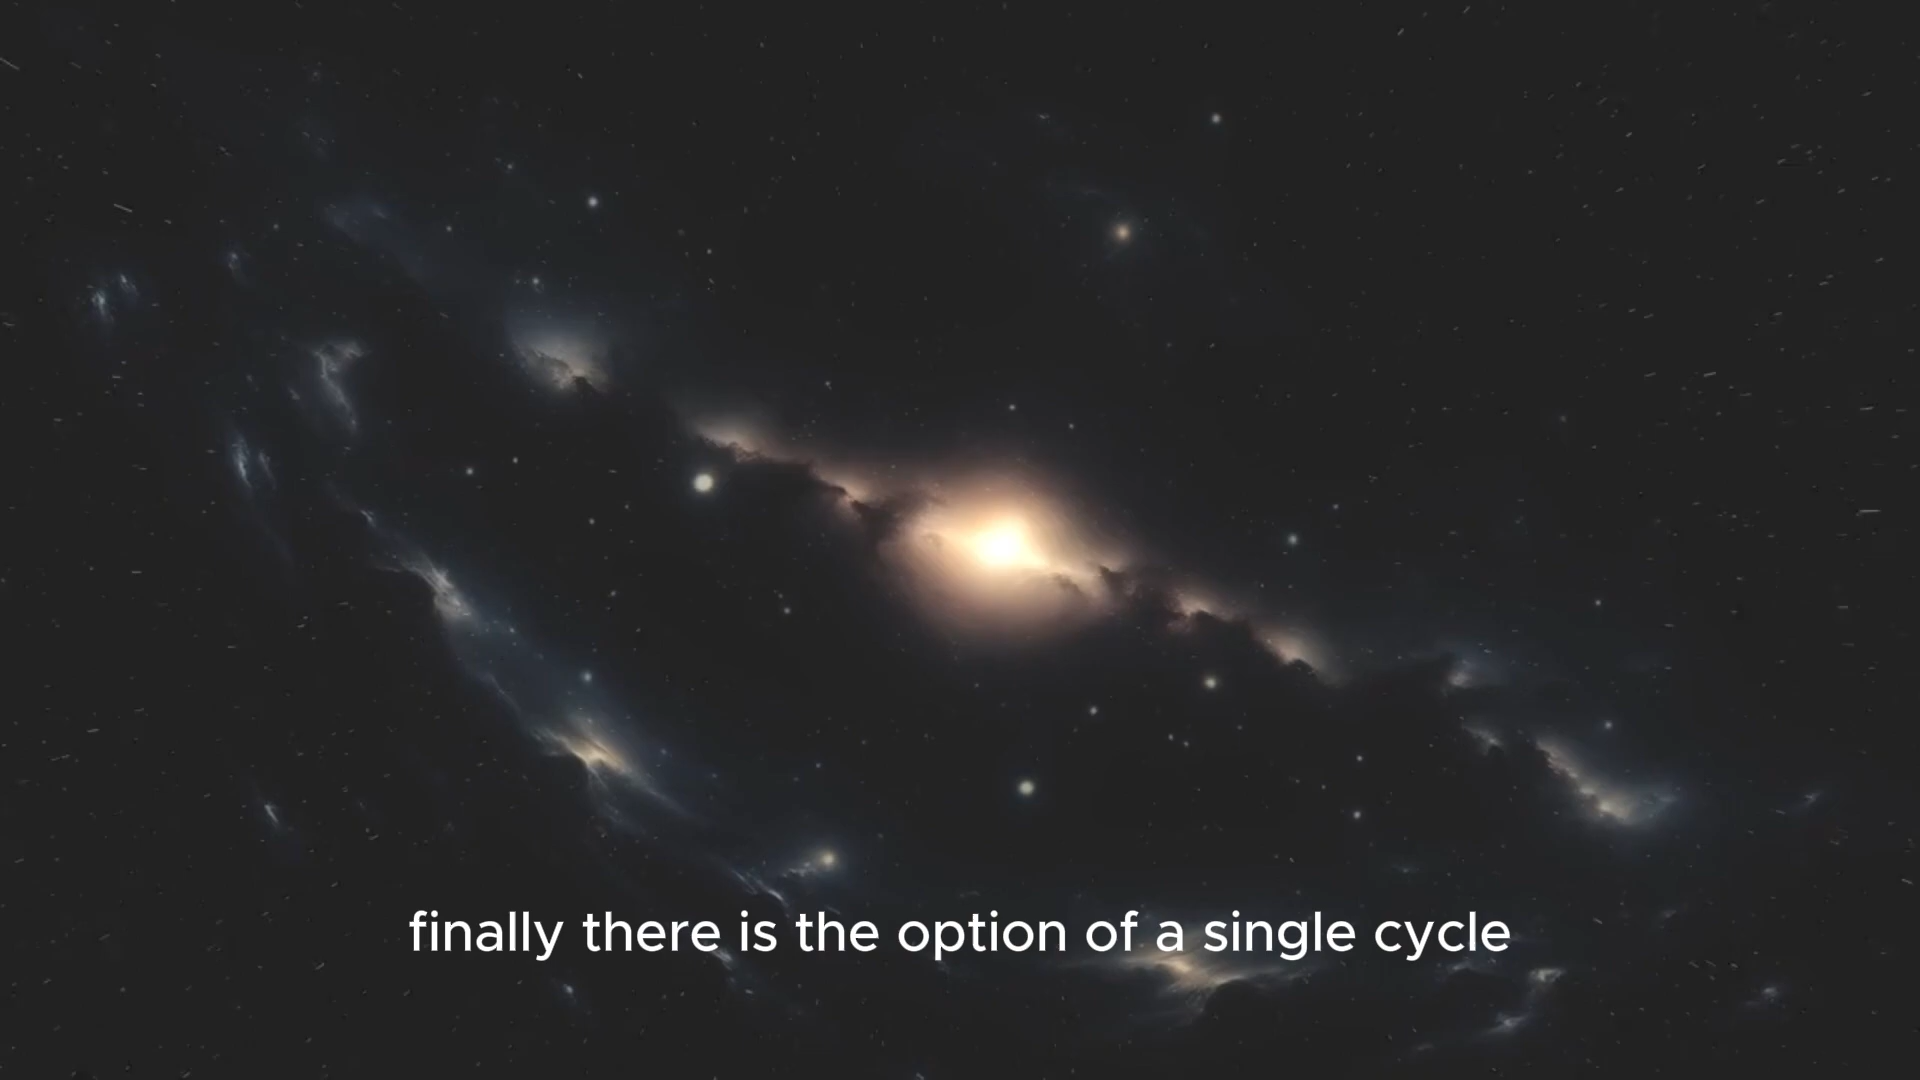 finally there is the option of a single cycle